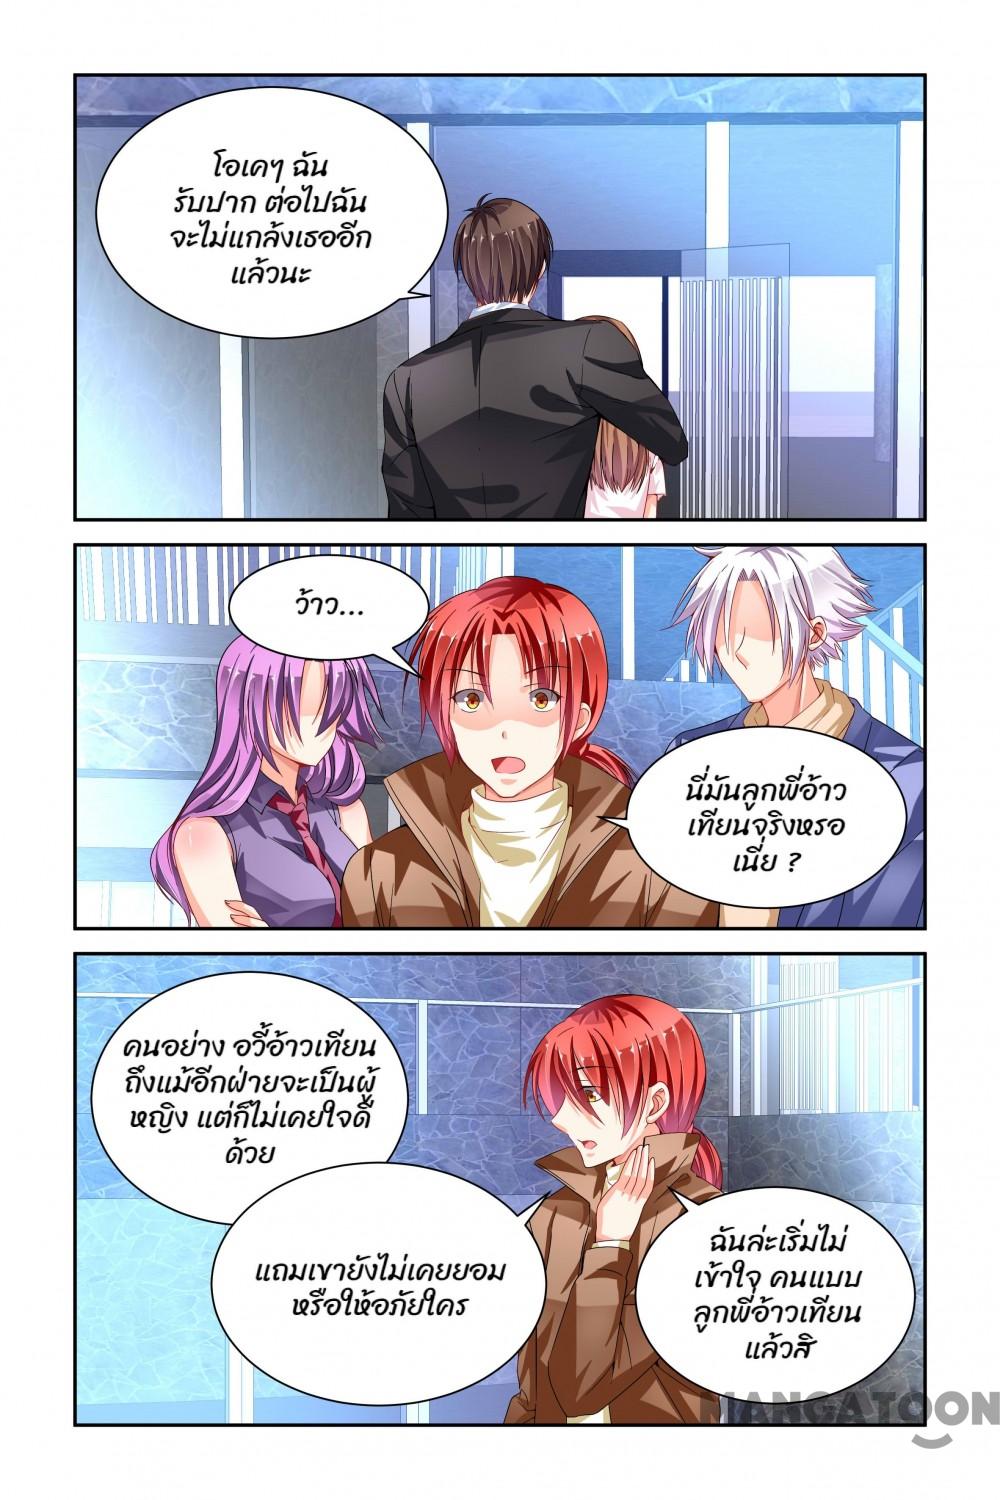 โอเคๆ ฉัน
รับปาก ต่อไปฉัน
จะไม่แกล้งเธออีก
แล้วนะ
ว้าว...
นี่มันลูกพี่อ้าว
เทียนจริงหรอ
เนี่ย ?
คนอย่าง อวี้อ้าวเทียน
ถึงแม้อีกฝ่ายจะเป็นผู้
หญิง แต่ก็ไม่เคยใจดี
ด้วย
แถมเขายังไม่เคยยอม
หรือให้อภัยใคร
ฉันล่ะเริ่มไม่
เข้าใจ คนแบบ
ลูกพี่อ้าวเทียน
แล้วสิ
MANGATOON